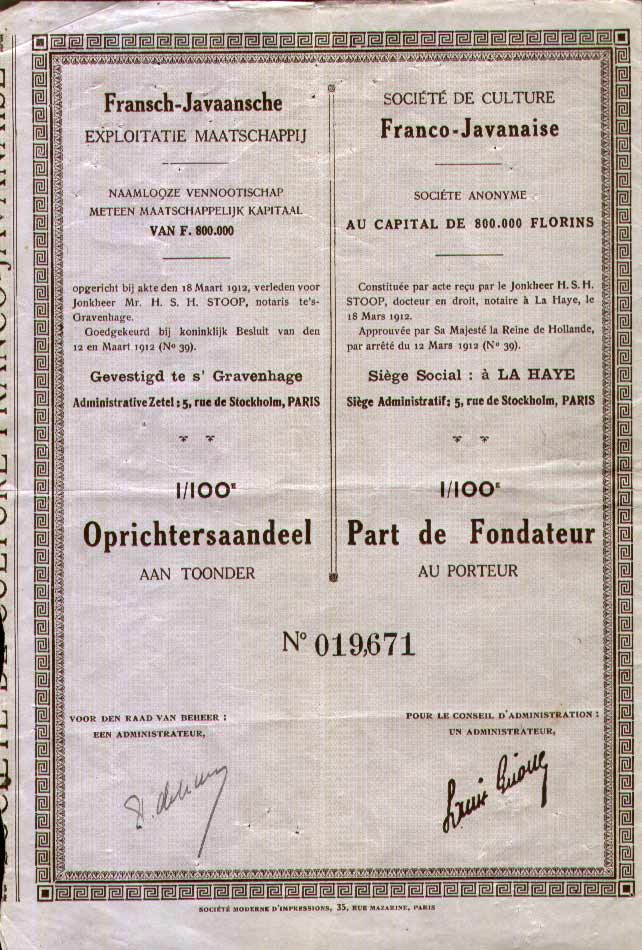 Fransch-Javaansche
EXPLOITATIE MAATSCHAPPIJ
NAAMLOOZE VENNOOTISCHAP
METEEN MAATSCHAPPELIJK KAPITAAL
VAN F. 800.000
opgericht bij akte den 18 Maart 1912, verleden voor
Jonkheer Mr. H. S. H. STOOP, notaris te's-
Gravenhage.
Goedgekeurd bij koninklijk Besluit van den
12 en Maart 1912 (No 39).
Gevestigd te s' Gravenhage
Administrative Zetel : 5, rue de Stockholm, PARIS
1/100E
Oprichtersaandeel
AAN TOONDER
SOCIÉTÉ DE CULTURE
Franco-Javanaise
SOCIÉTE ANONYME
AU CAPITAL DE 800.000 FLORINS
Constituée par acte reçu par le Jonkheer H. S. H.
STOOP, docteur en droit, notaire à La Haye, le
18 Mars 1912.
Approuvée par Sa Majesté la Reine de Hollande,
par arrêté du 12 Mars 1912 (No 39).
Siège Social : à LA HAYE
Siège Administratif : 5, rue de Stockholm, PARIS
1/100E
Part de Fondateur
AU PORTEUR
No 019,671
VOOR DEN RAAD VAN BEHEER :
EEN ADMINISTRATEUR,
POUR LE CONSEIL D'ADMINISTRATION :
UN ADMINISTRATEUR,
SOCIÉTÉ MODERNE D'IMPRESSIONS, 35, RUE MAZARINE, PARIS